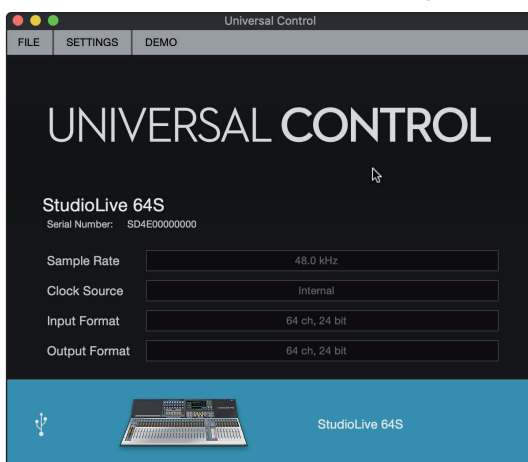 Universal Control
FILE SETTINGS DEMO
UNIVERSAL CONTROL
StudioLive 64S
Serial Number: SD4E00000000
Sample Rate 48.0 kHz
Clock Source Internal
Input Format 64 ch, 24 bit
Output Format 64 ch, 24 bit
StudioLive 64S